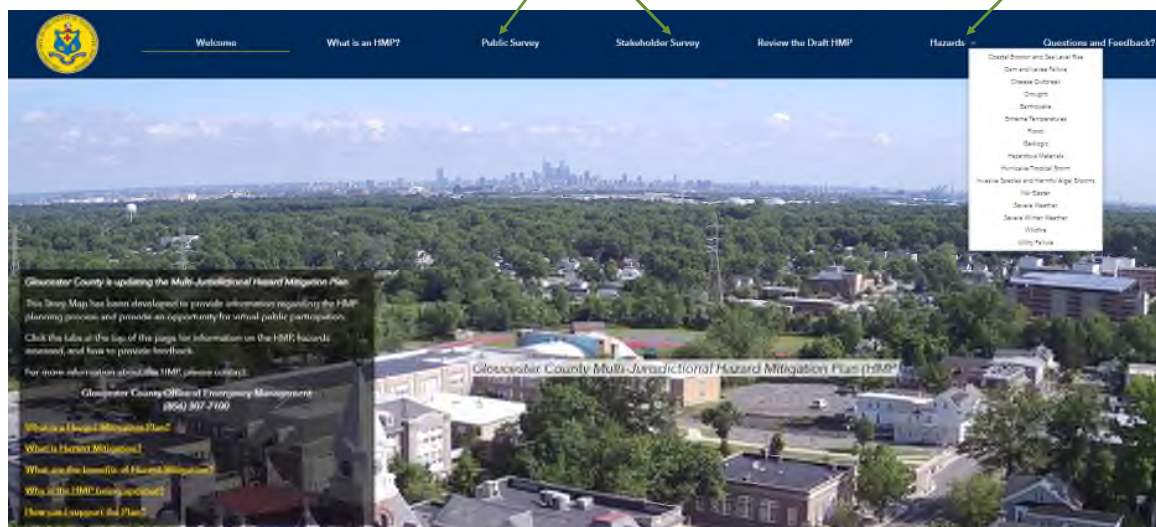 Welcome
What is an HMP?
Public Survey
Stakeholder Survey
Review the Draft HMP
Hazards
Questions and Feedback?
Coastal Erosion and Sea Level Rise
Dam and Levee Failure
Disease Outbreak
Drought
Earthquake
Extreme Temperatures
Flood
Geologic
Hazardous Materials
Hurricane/Tropical Storm
Invasive Species and Harmful Algal Blooms
Nor'Easter
Severe Weather
Severe Winter Weather
Wildfire
Utility Failure
Gloucester County is updating the Multi-Jurisdictional Hazard Mitigation Plan
This Story Map has been developed to provide information regarding the HMP
planning process and provide an opportunity for virtual public participation.
Click the tabs at the top of the page for information on the HMP, hazards
assessed, and how to provide feedback.
For more information about the HMP, please contact:
Gloucester County Office of Emergency Management
(856) 307-7100
What is a Hazard Mitigation Plan?
What is Hazard Mitigation?
What are the benefits of Hazard Mitigation?
Why is the HMP being updated?
How can I support the Plan?
Gloucester County Multi-Jurisdictional Hazard Mitigation Plan (HMP